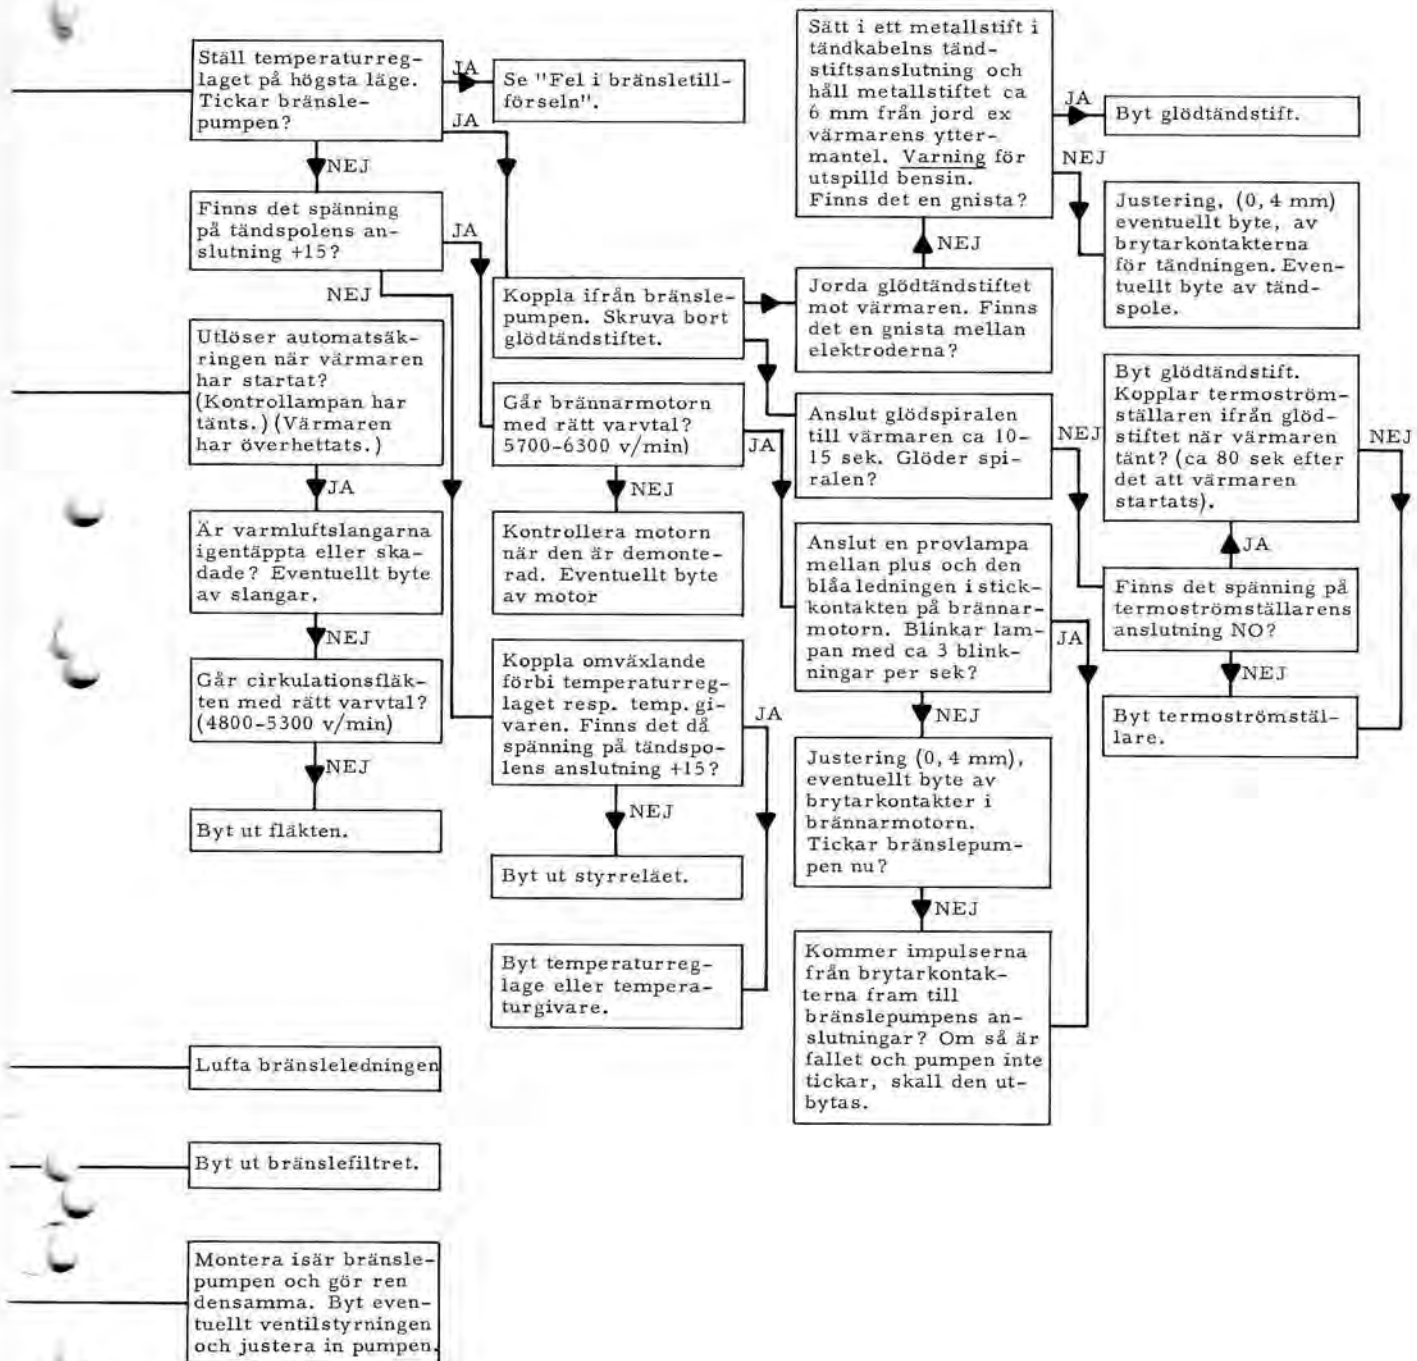 Ställ temperaturreg-
laget på högsta läge.
Tickar bränsle-
pumpen?
JA
JA
NEJ
Se "Fel i bränsletill-
förseln".
Finns det spänning
på tändspolens an-
slutning +15?
JA
NEJ
Utlöser automatsäk-
ringen när värmaren
har startat?
(Kontrollampan har
tänts.) (Värmaren
har överhettats.)
JA
Är varmluftslangarna
igentäppta eller ska-
dade? Eventuellt byte
av slangar.
NEJ
Går cirkulationsfläk-
ten med rätt varvtal?
(4800-5300 v/min)
NEJ
Byt ut fläkten.
Koppla ifrån bränsle-
pumpen. Skruva bort
glödtändstiftet.
Går brännarmotorn
med rätt varvtal?
5700-6300 v/min)
JA
NEJ
Kontrollera motorn
när den är demonte-
rad. Eventuellt byte
av motor
Koppla omväxlande
förbi temperaturreg-
laget resp. temp. gi-
varen. Finns det då
spänning på tändspo-
lens anslutning +15?
JA
NEJ
Byt ut styrreläet.
Byt temperaturreg-
lage eller tempera-
turgivare.
Sätt i ett metallstift i
tändkabelns tänd-
stiftsanslutning och
håll metallstiftet ca
6 mm från jord ex
värmarens ytter-
mantel. Varning för
utspilld bensin.
Finns det en gnista?
JA
NEJ
NEJ
Jorda glödtändstiftet
mot värmaren. Finns
det en gnista mellan
elektroderna?
Anslut glödspiralen
till värmaren ca 10-
15 sek. Glöder spi-
ralen?
NEJ
Anslut en provlampa
mellan plus och den
blåa ledningen i stick-
kontakten på brännar-
motorn. Blinkar lam-
pan med ca 3 blink-
ningar per sek?
JA
NEJ
Justering (0,4 mm),
eventuellt byte av
brytarkontakter i
brännarmotorn.
Tickar bränslepum-
pen nu?
NEJ
Kommer impulserna
från brytarkontak-
terna fram till
bränslepumpens an-
slutningar? Om så är
fallet och pumpen inte
tickar, skall den ut-
bytas.
Byt glödtändstift.
Justering, (0,4 mm)
eventuellt byte, av
brytarkontakterna
för tändningen. Even-
tuellt byte av tänd-
spole.
Byt glödtändstift.
Kopplar termoström-
ställaren ifrån glöd-
stiftet när värmaren
tänt? (ca 80 sek efter
det att värmaren
startats).
NEJ
JA
Finns det spänning på
termoströmställarens
anslutning NO?
NEJ
Byt termoströmstäl-
lare.
Lufta bränsleledningen
Byt ut bränslefiltret.
Montera isär bränsle-
pumpen och gör ren
densamma. Byt even-
tuellt ventilstyrningen
och justera in pumpen.